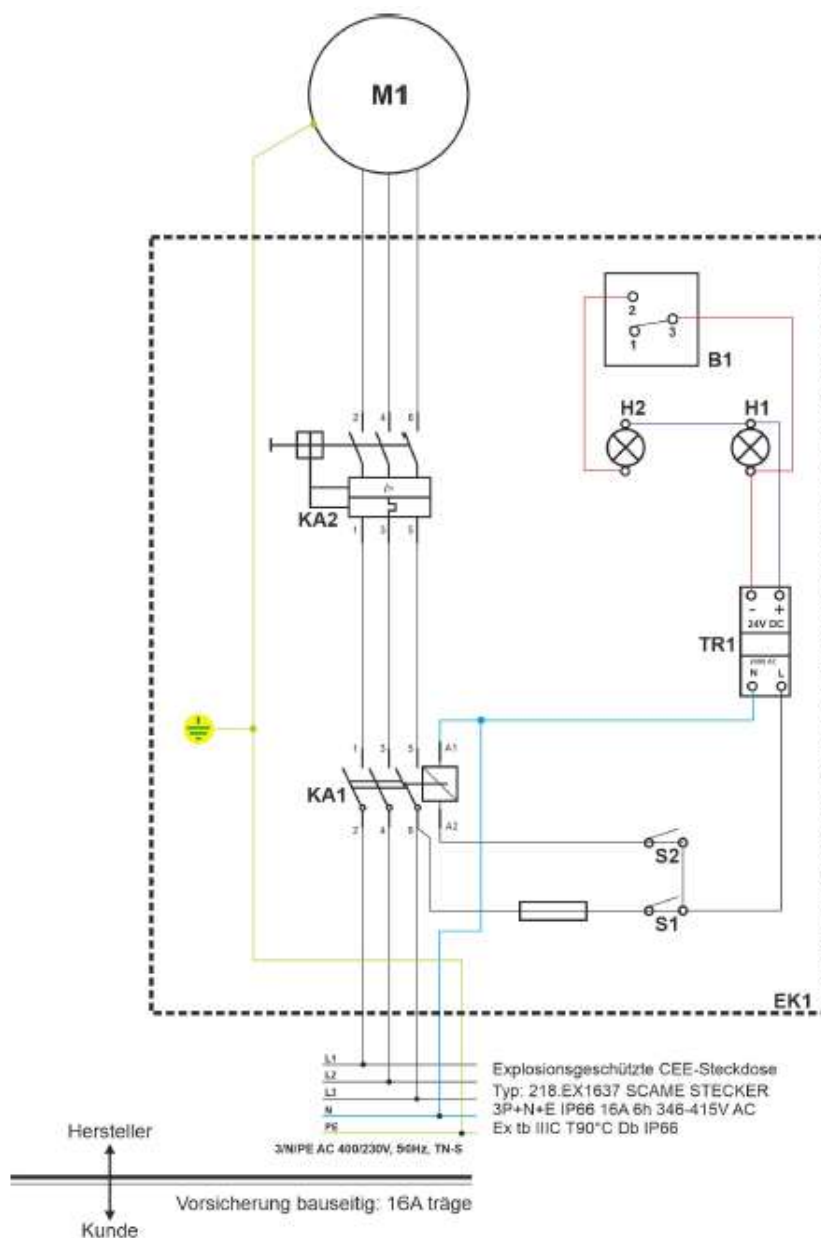 M1
2
3
1
B1
H2
H1
2 4 6
KA2
1 3 5
- +
24V DC
TR1
N L
1 3 5
A1
KA1
2 4 6
A2
S2
S1
EK1
L1
L2
L3
N
PE
Explosionsgeschützte CEE-Steckdose
Typ: 218.EX1637 SCAME STECKER
3P+N+E IP66 16A 6h 346-415V AC
Ex tb IIIC T90°C Db IP66
3/N/PE AC 400/230V, 50Hz, TN-S
Hersteller
Vorsicherung bauseitig: 16A träge
Kunde